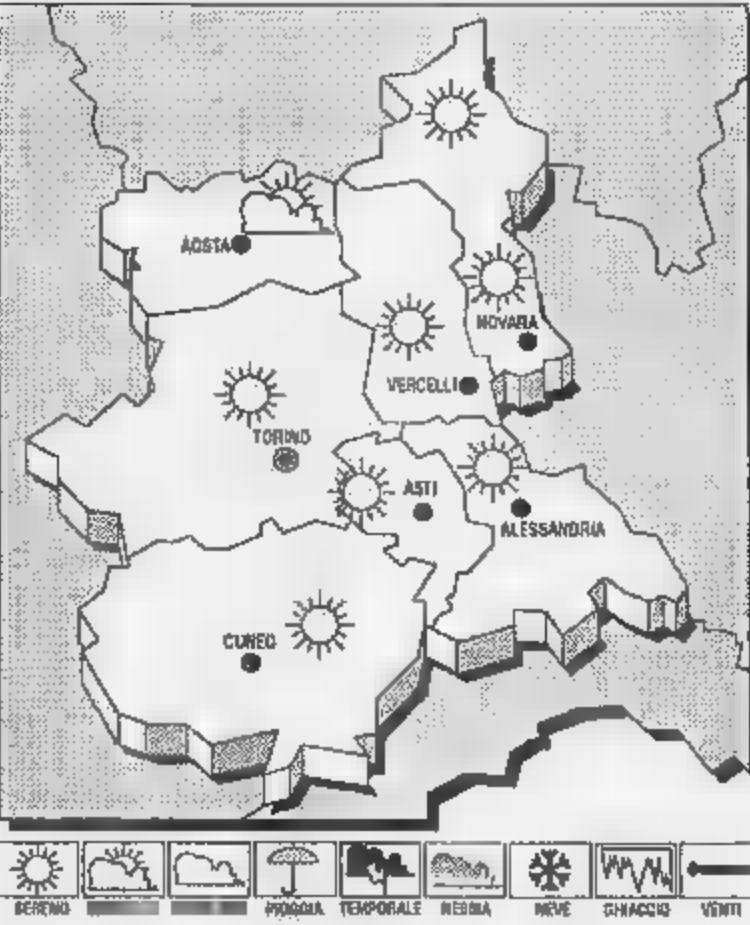 AOSTA
NOVARA
VERCELLI
TORINO
ASTI
ALESSANDRIA
CUNEO
SERENO PIOGGIA TEMPORALE NEBBIA NEVE GHIACCIO VENTI